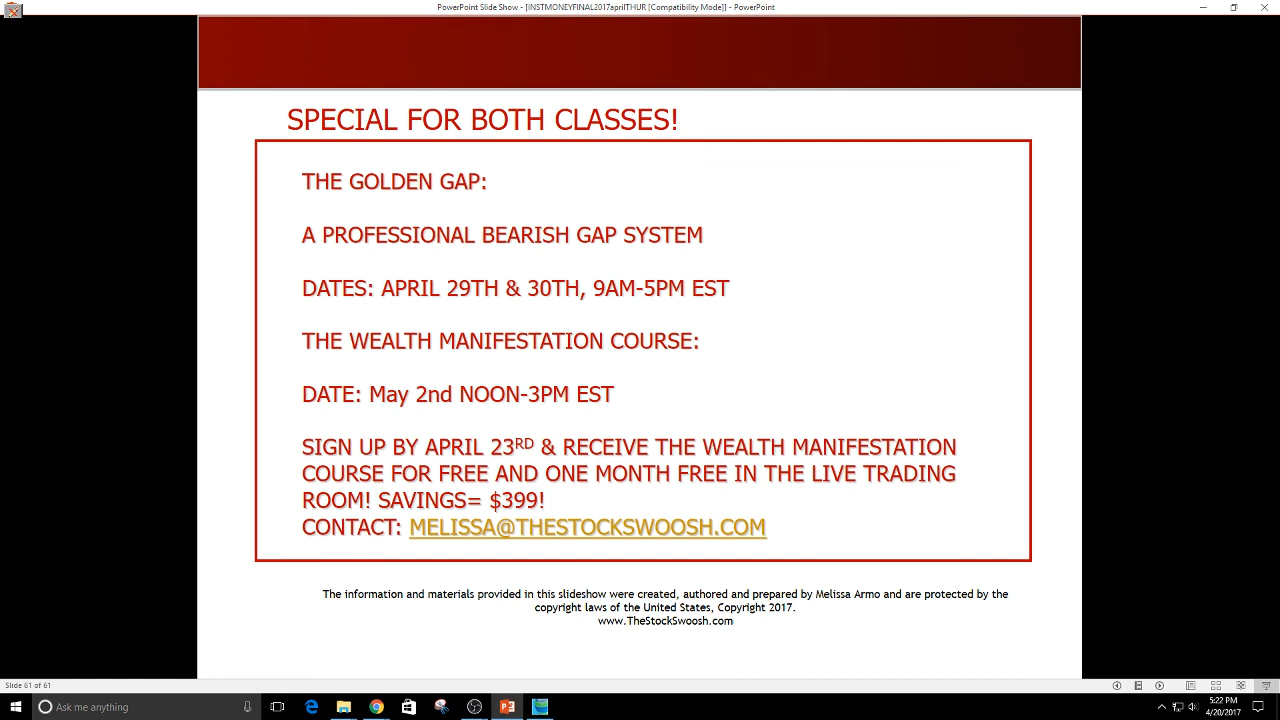 PowerPoint Slide Show - [INSTMONEYFINAL2017aprilTHUR [Compatibility Mode]] - PowerPoint
SPECIAL FOR BOTH CLASSES!
THE GOLDEN GAP:
A PROFESSIONAL BEARISH GAP SYSTEM
DATES: APRIL 29TH & 30TH, 9AM-5PM EST
THE WEALTH MANIFESTATION COURSE:
DATE: May 2nd NOON-3PM EST
SIGN UP BY APRIL 23RD & RECEIVE THE WEALTH MANIFESTATION
COURSE FOR FREE AND ONE MONTH FREE IN THE LIVE TRADING
ROOM! SAVINGS= $399!
CONTACT: MELISSA@THESTOCKSWOOSH.COM
The information and materials provided in this slideshow were created, authored and prepared by Melissa Armo and are protected by the
copyright laws of the United States, Copyright 2017.
www.TheStockSwoosh.com
Slide 61 of 61
Ask me anything
5:22 PM
4/20/2017